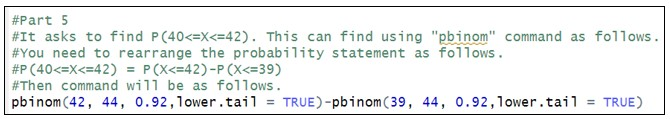 #Part 5
#It asks to find P(40<=X<=42). This can find using "pbinom" command as follows.
#You need to rearrange the probability statement as follows.
#P(40<=X<=42) = P(X<=42)-P(X<=39)
#Then command will be as follows.
pbinom(42, 44, 0.92,lower.tail = TRUE)-pbinom(39, 44, 0.92,lower.tail = TRUE)